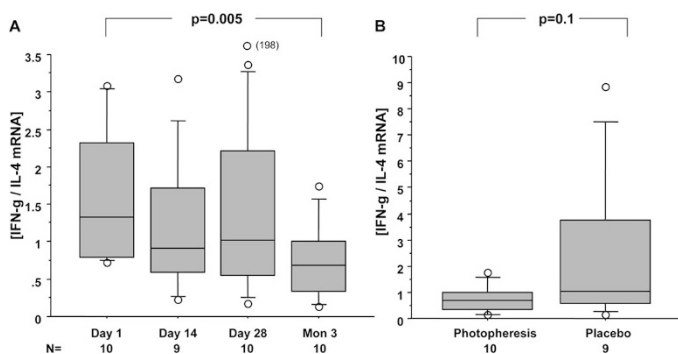 A
p=0.005
[IFN-g / IL-4 mRNA]
3.5
3
2.5
2
1.5
1
.5
0
(198)
Day 1 Day 14 Day 28 Mon 3
N= 10 9 10 10
B
p=0.1
[IFN-g / IL-4 mRNA]
10
9
8
7
6
5
4
3
2
1
0
Photopheresis Placebo
10 9